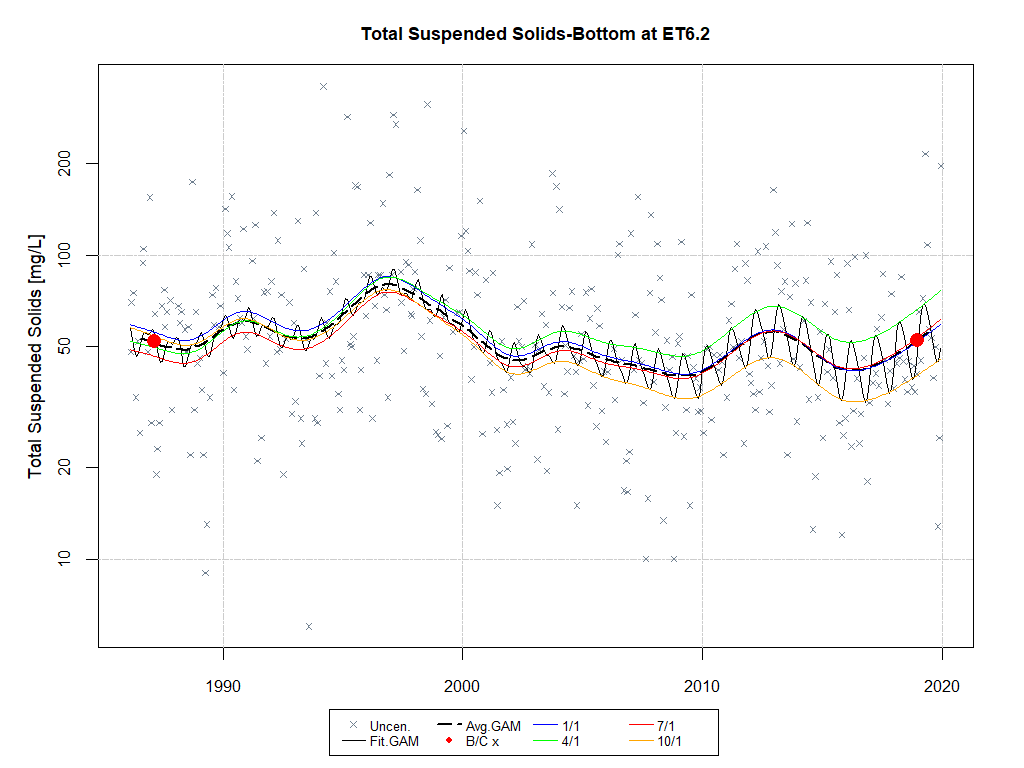 Total Suspended Solids-Bottom at ET6.2
Total Suspended Solids [mg/L]
200
100
50
20
10
1990 2000 2010 2020
Uncen. Avg.GAM 1/1 7/1
Fit.GAM B/C x 4/1 10/1